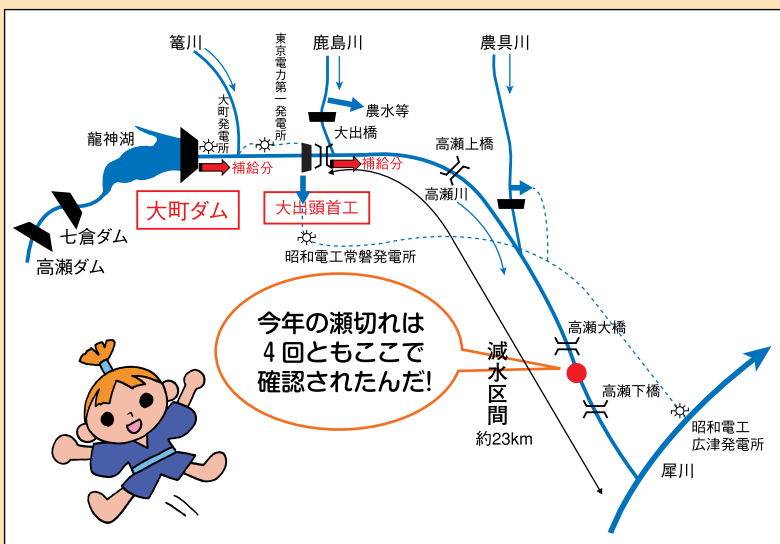 籠川
東京電力第一発電所
鹿島川
農具川
大町発電所
農水等
龍神湖
大出橋
高瀬上橋
補給分
補給分
高瀬川
大町ダム
大出頭首工
七倉ダム
高瀬ダム
昭和電工常磐発電所
今年の瀬切れは
4回ともここで
確認されたんだ!
高瀬大橋
減水区間
約23km
高瀬下橋
昭和電工
広津発電所
犀川